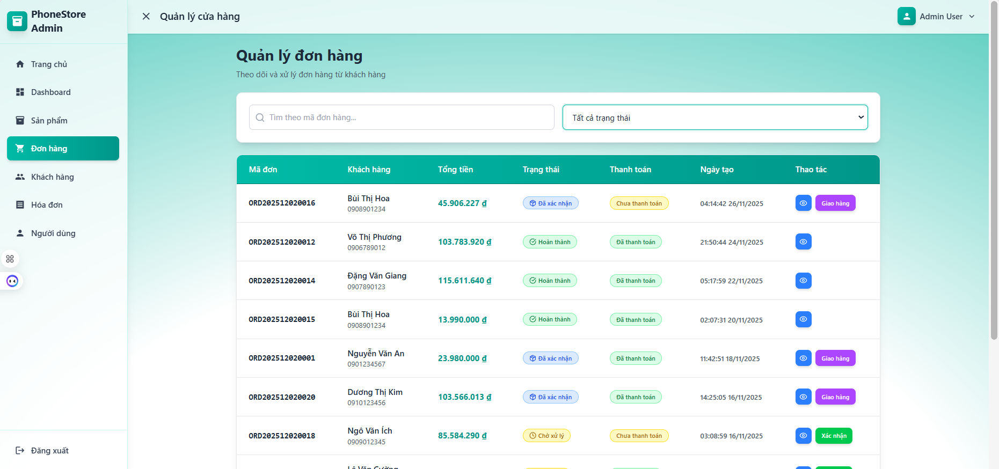 PhoneStore
Admin
Quản lý cửa hàng
Admin User
Trang chủ
Dashboard
Sản phẩm
Đơn hàng
Khách hàng
Hóa đơn
Người dùng
Đăng xuất
Quản lý đơn hàng
Theo dõi và xử lý đơn hàng từ khách hàng
Tìm theo mã đơn hàng...
Tất cả trạng thái
Mã đơn Khách hàng Tổng tiền Trạng thái Thanh toán Ngày tạo Thao tác
ORD202512020016 Bùi Thị Hoa 45.906.227 ₫ Đã xác nhận Chưa thanh toán 04:14:42 26/11/2025 Giao hàng
0908901234
ORD202512020012 Võ Thị Phương 103.783.920 ₫ Hoàn thành Đã thanh toán 21:50:44 24/11/2025
0906789012
ORD202512020014 Đặng Văn Giang 115.611.640 ₫ Hoàn thành Đã thanh toán 05:17:59 22/11/2025
0907890123
ORD202512020015 Bùi Thị Hoa 13.990.000 ₫ Hoàn thành Đã thanh toán 02:07:31 20/11/2025
0908901234
ORD202512020001 Nguyễn Văn An 23.980.000 ₫ Đã xác nhận Đã thanh toán 11:42:51 18/11/2025 Giao hàng
0901234567
ORD202512020020 Dương Thị Kim 103.566.013 ₫ Đã xác nhận Đã thanh toán 14:25:05 16/11/2025 Giao hàng
0910123456
ORD202512020018 Ngô Văn Ích 85.584.290 ₫ Chờ xử lý Chưa thanh toán 03:08:59 16/11/2025 Xác nhận
0909012345
Lê Văn Cường